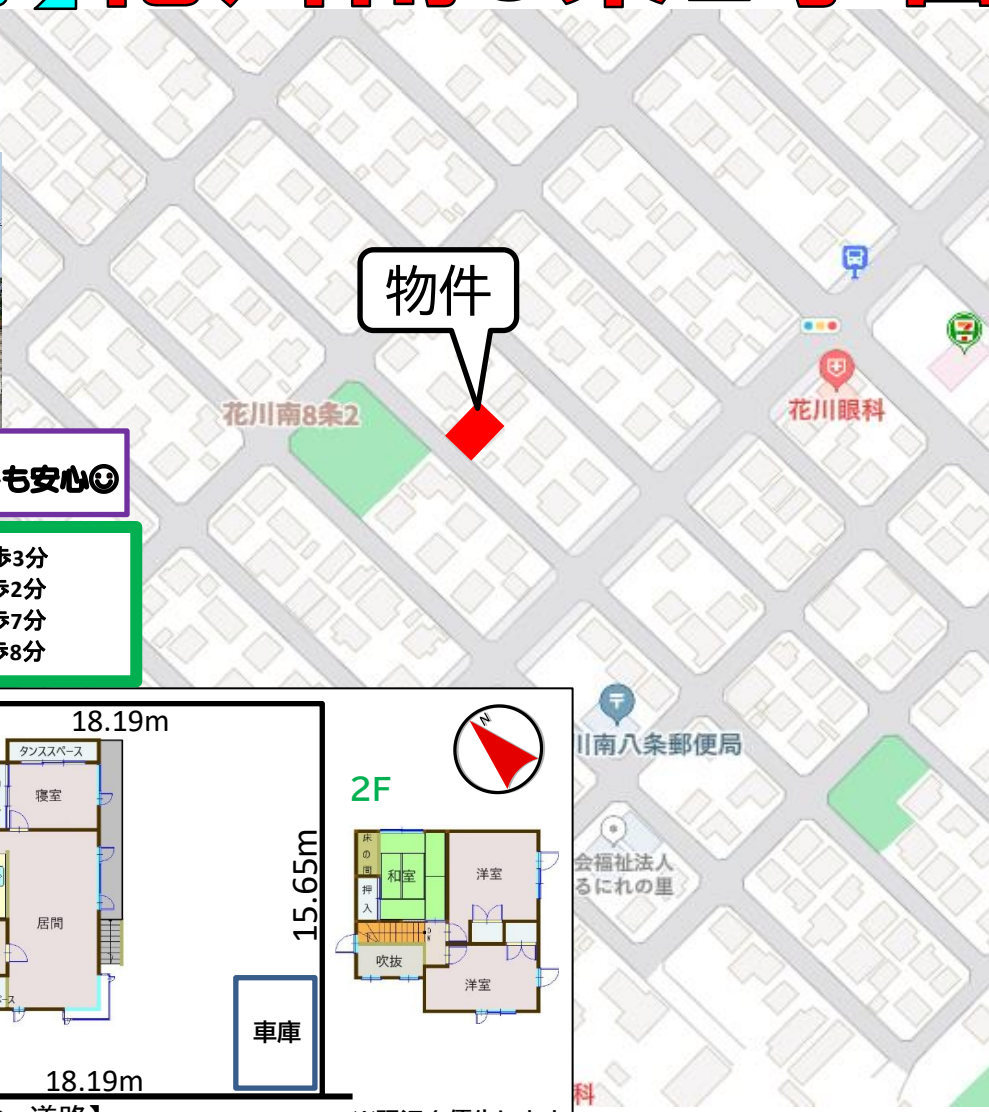 物件
花川南8条2
花川眼科
も安心☺
歩3分
歩2分
歩7分
歩8分
川南八条郵便局
会福祉法人
るにれの里
科
18.19m
タンススペース
寝室
居間
15.65m
車庫
18.19m
道路】
N
2F
床の間
和室
押入
洋室
吹抜
洋室